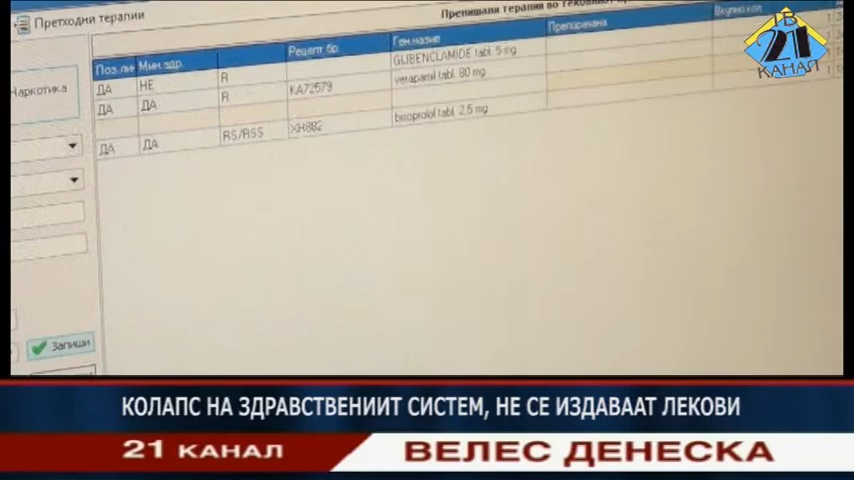 Претходни терапии
Препишани терапии во
ТВ
21
КАНАЛ
Поз.ли Мин.здр. Рецепт бр. Ген.назив Препорачана Вкупно кол.
ДА НЕ R GLIBENCLAMIDE tabl. 5 mg
ДА ДА R KA72579 verapamil tabl. 80 mg
ДА ДА RS/RSS XH882 bisoprolol tabl. 2,5 mg
Наркотика
Запиши
КОЛАПС НА ЗДРАВСТВЕНИИТ СИСТЕМ, НЕ СЕ ИЗДАВААТ ЛЕКОВИ
21 КАНАЛ
ВЕЛЕС ДЕНЕСКА